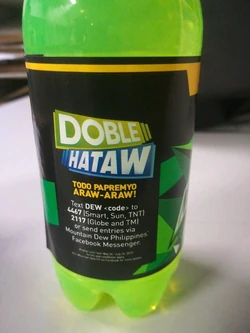 DOBLE
HATAW
TODO PAPREMYO
ARAW-ARAW!
Text DEW <code> to
4467 (Smart, Sun, TNT)
2117 (Globe and TM)
or send entries via
Mountain Dew Philippines'
Facebook Messenger.